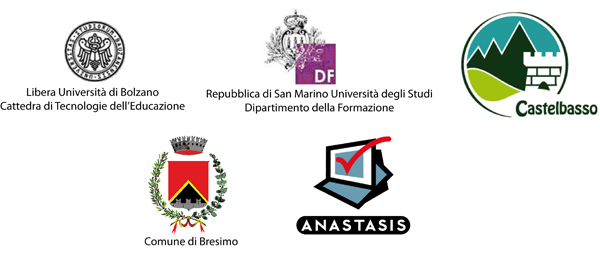 Libera Università di Bolzano
Cattedra di Tecnologie dell'Educazione
DF
Repubblica di San Marino Università degli Studi
Dipartimento della Formazione
Castelbasso
Comune di Bresimo
ANASTASIS